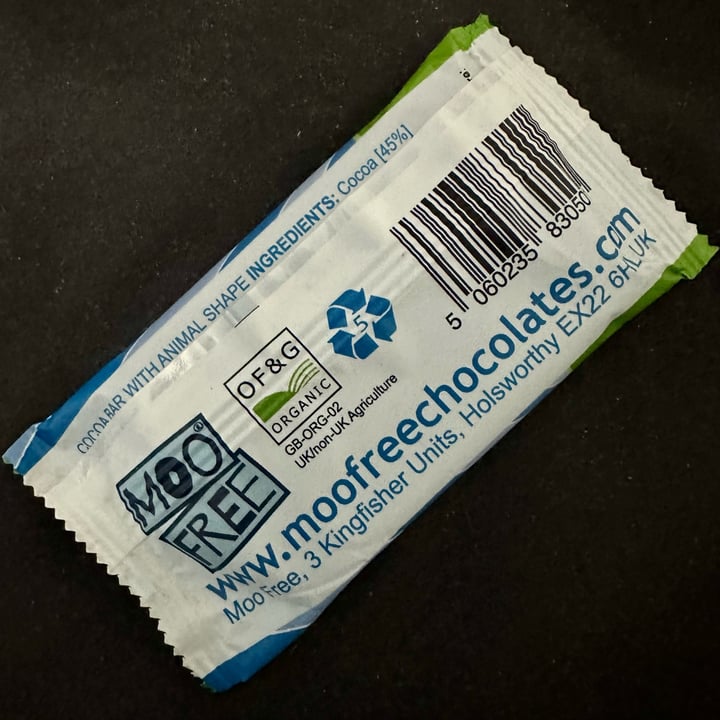 COCOA BAR WITH ANIMAL SHAPE INGREDIENTS: Cocoa [45%]
5 060235 83050
5
OF&G
ORGANIC
GB-ORG-02
UK/non-UK Agriculture
MOO®
FREE
www.moofreechocolates.com
Moo Free, 3 Kingfisher Units, Holsworthy EX22 6HL UK